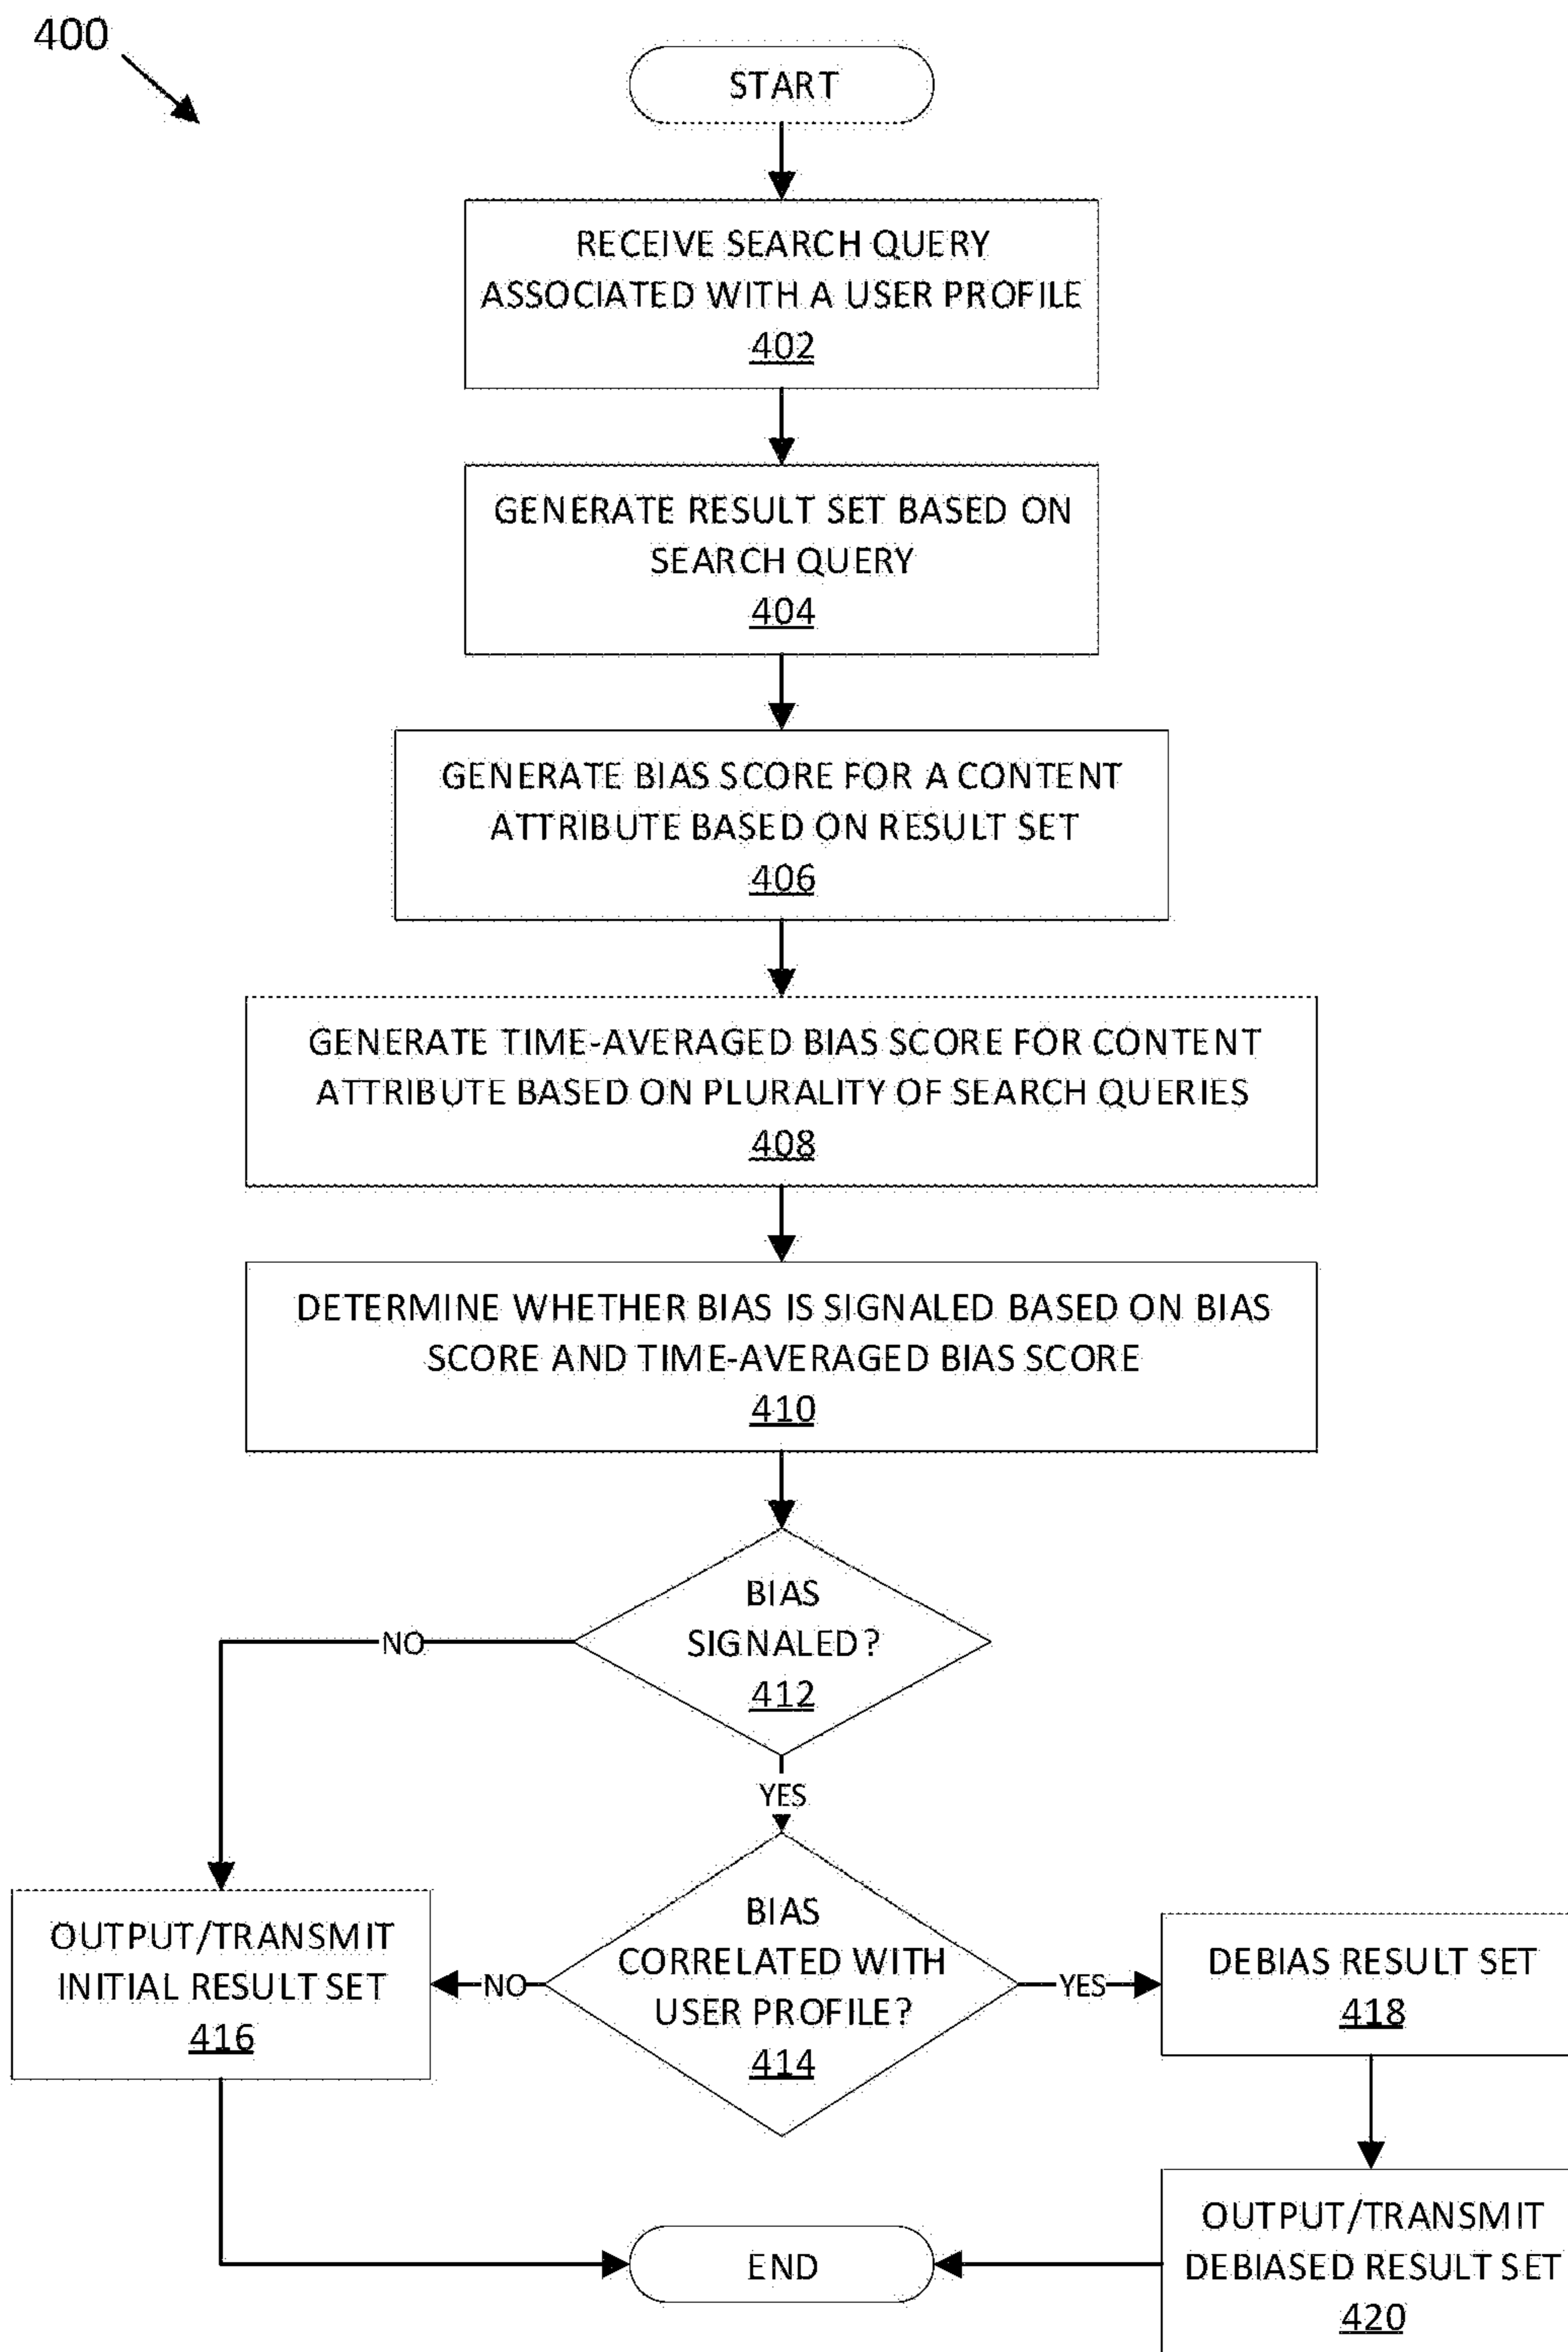 400
START
RECEIVE SEARCH QUERY
ASSOCIATED WITH A USER PROFILE
402
GENERATE RESULT SET BASED ON
SEARCH QUERY
404
GENERATE BIAS SCORE FOR A CONTENT
ATTRIBUTE BASED ON RESULT SET
406
GENERATE TIME-AVERAGED BIAS SCORE FOR CONTENT
ATTRIBUTE BASED ON PLURALITY OF SEARCH QUERIES
408
DETERMINE WHETHER BIAS IS SIGNALED BASED ON BIAS
SCORE AND TIME-AVERAGED BIAS SCORE
410
BIAS
SIGNALED?
412
NO
YES
BIAS
CORRELATED WITH
USER PROFILE?
414
NO
YES
OUTPUT/TRANSMIT
INITIAL RESULT SET
416
DEBIAS RESULT SET
418
OUTPUT/TRANSMIT
DEBIASED RESULT SET
420
END